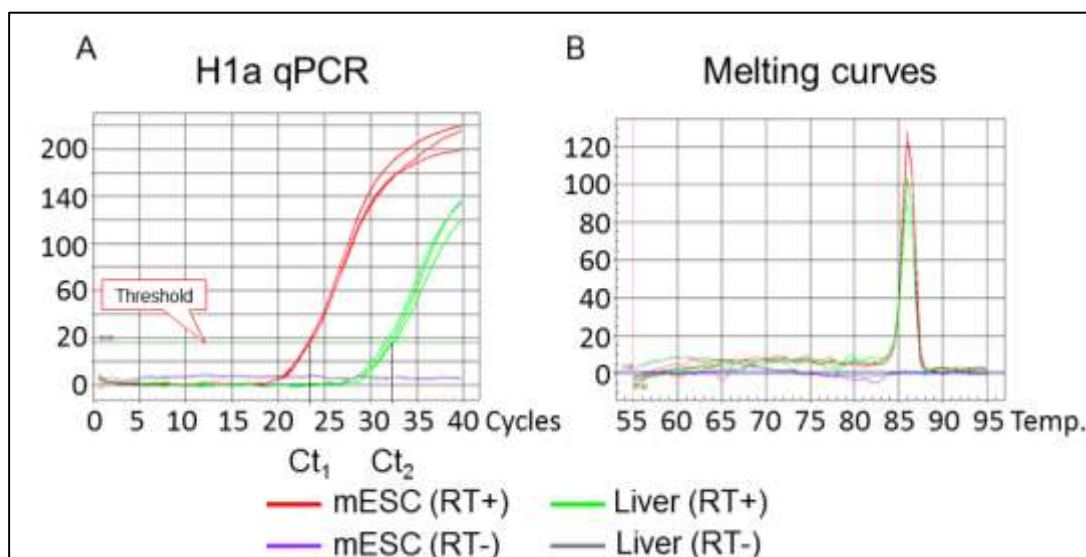 A
H1a qPCR
200
140
100
60
20
0
Threshold
0 5 10 15 20 25 30 35 40 Cycles
Ct1 Ct2
B
Melting curves
120
100
80
60
40
20
0
55 60 65 70 75 80 85 90 95 Temp.
mESC (RT+) Liver (RT+)
mESC (RT-) Liver (RT-)